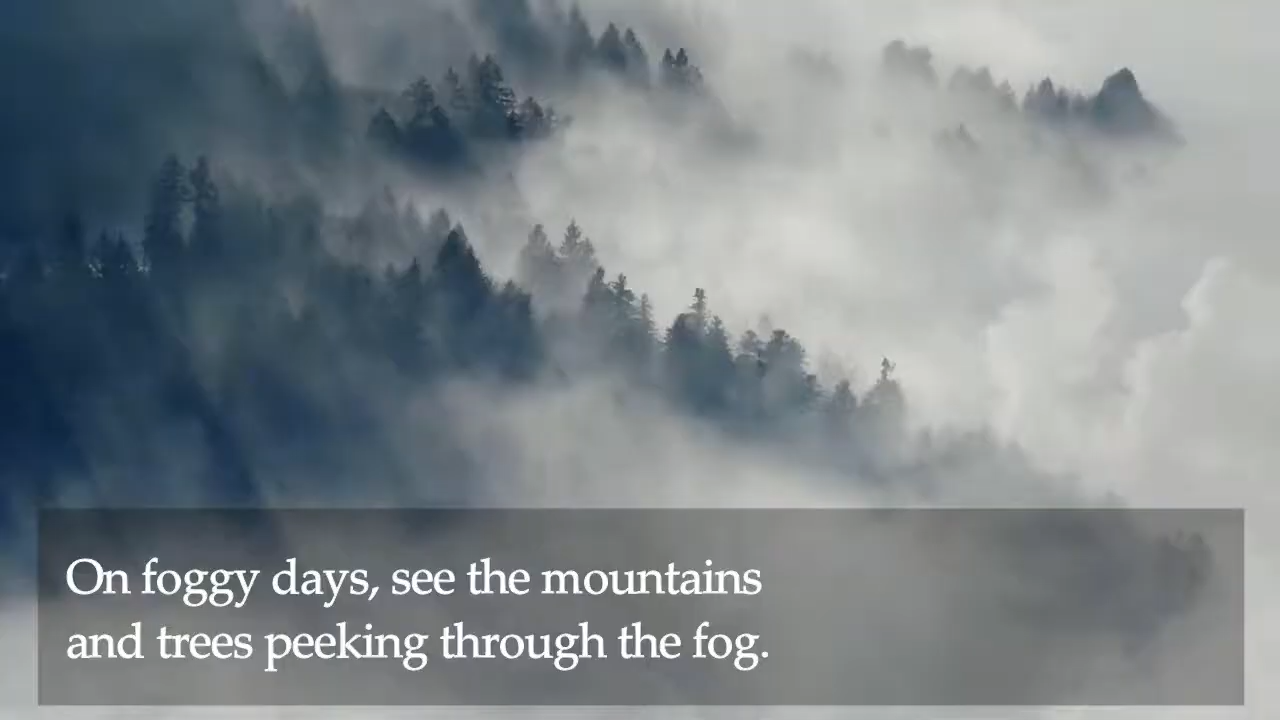 On foggy days, see the mountains
and trees peeking through the fog.